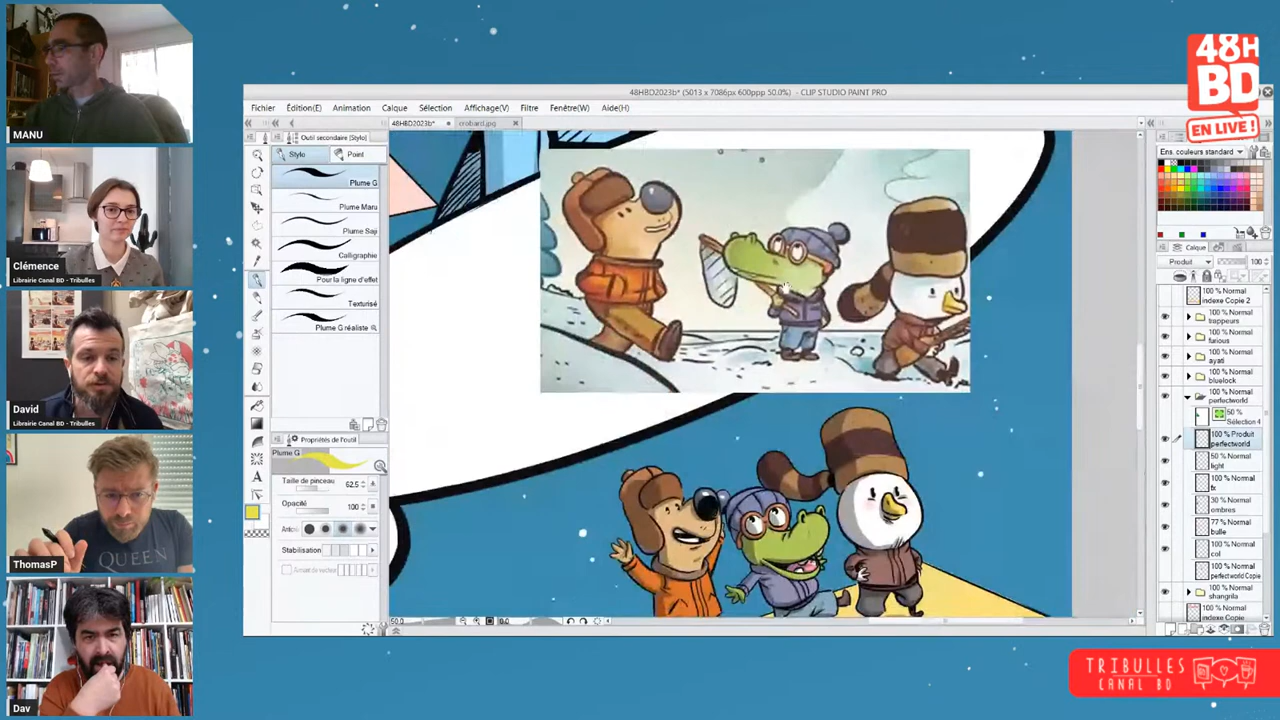 48H
BD
EN LIVE !
MANU
Clémence
Librairie Canal BD - Tribulles
David
Librairie Canal BD - Tribulles
QUEEN
ThomasP
Dav
48HBD2023b* (5013 x 7086px 600ppp 50.0%) - CLIP STUDIO PAINT PRO
Fichier Édition(E) Animation Calque Sélection Affichage(V) Filtre Fenêtre(W) Aide(H)
48HBD2023b* crobard.jpg
Outil secondaire [Stylo]
Stylo Point
Plume G
Plume Maru
Plume Saji
Calligraphie
Pour la ligne d'effet
Texturisé
Plume G réaliste
Propriétés de l'outil
Plume G
Taille de pinceau 62.5
Opacité 100
Stabilisation
50.0 0.0
Ens. couleurs standard
Calque
Produit 100
100 % Normal
indexe Copie 2
100 % Normal
trappeurs
100 % Normal
furious
100 % Normal
ayati
100 % Normal
bluelock
100 % Normal
perfectworld
50 %
Sélection 4
100 % Produit
perfectworld
50 % Normal
light
100 % Normal
fx
30 % Normal
ombres
77 % Normal
bulle
100 % Normal
col
100 % Normal
perfectworld Copie
100 % Normal
shangrila
100 % Normal
indexe Copie
TRIBULLES
CANAL BD